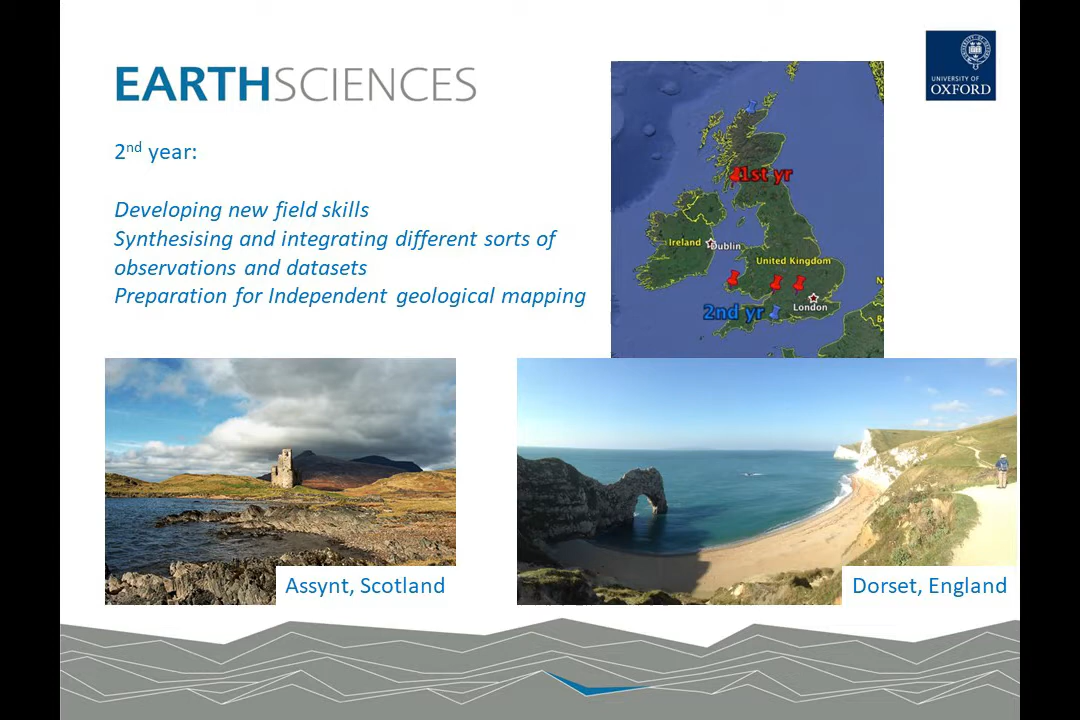 EARTHSCIENCES
UNIVERSITY OF
OXFORD
2nd year:
Developing new field skills
Synthesising and integrating different sorts of
observations and datasets
Preparation for Independent geological mapping
1st yr
Ireland
Dublin
United Kingdom
London
2nd yr
N
Be
Assynt, Scotland
Dorset, England